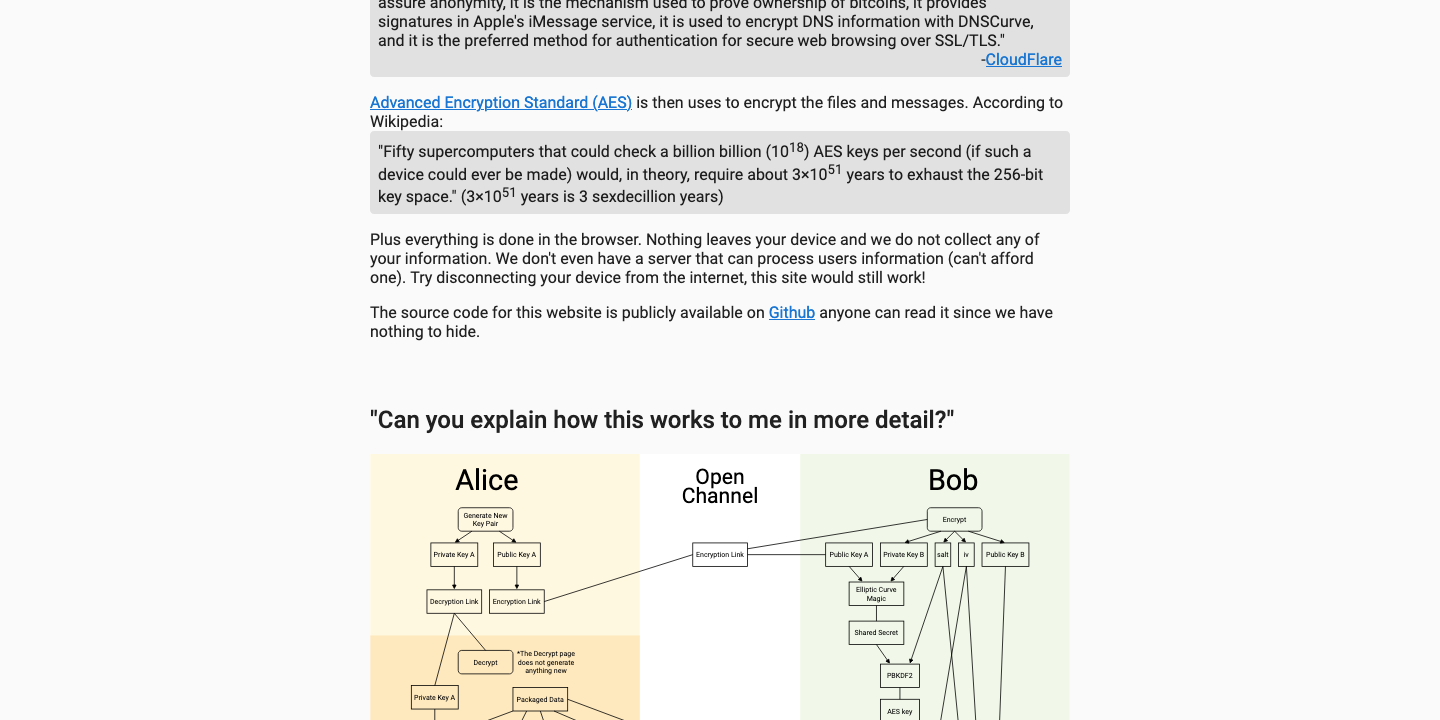 assure anonymity, it is the mechanism used to prove ownership of bitcoins, it provides
signatures in Apple's iMessage service, it is used to encrypt DNS information with DNSCurve,
and it is the preferred method for authentication for secure web browsing over SSL/TLS."
-CloudFlare
Advanced Encryption Standard (AES) is then uses to encrypt the files and messages. According to
Wikipedia:
"Fifty supercomputers that could check a billion billion (10¹⁸) AES keys per second (if such a
device could ever be made) would, in theory, require about 3×10⁵¹ years to exhaust the 256-bit
key space." (3×10⁵¹ years is 3 sexdecillion years)
Plus everything is done in the browser. Nothing leaves your device and we do not collect any of
your information. We don't even have a server that can process users information (can't afford
one). Try disconnecting your device from the internet, this site would still work!
The source code for this website is publicly available on Github anyone can read it since we have
nothing to hide.
"Can you explain how this works to me in more detail?"
Alice
Open
Channel
Bob
Generate New
Key Pair
Encrypt
Private Key A
Public Key A
Encryption Link
Public Key A
Private Key B
salt
iv
Public Key B
Decryption Link
Encryption Link
Elliptic Curve
Magic
Shared Secret
Decrypt
*The Decrypt page
does not generate
anything new
PBKDF2
Private Key A
Packaged Data
AES key